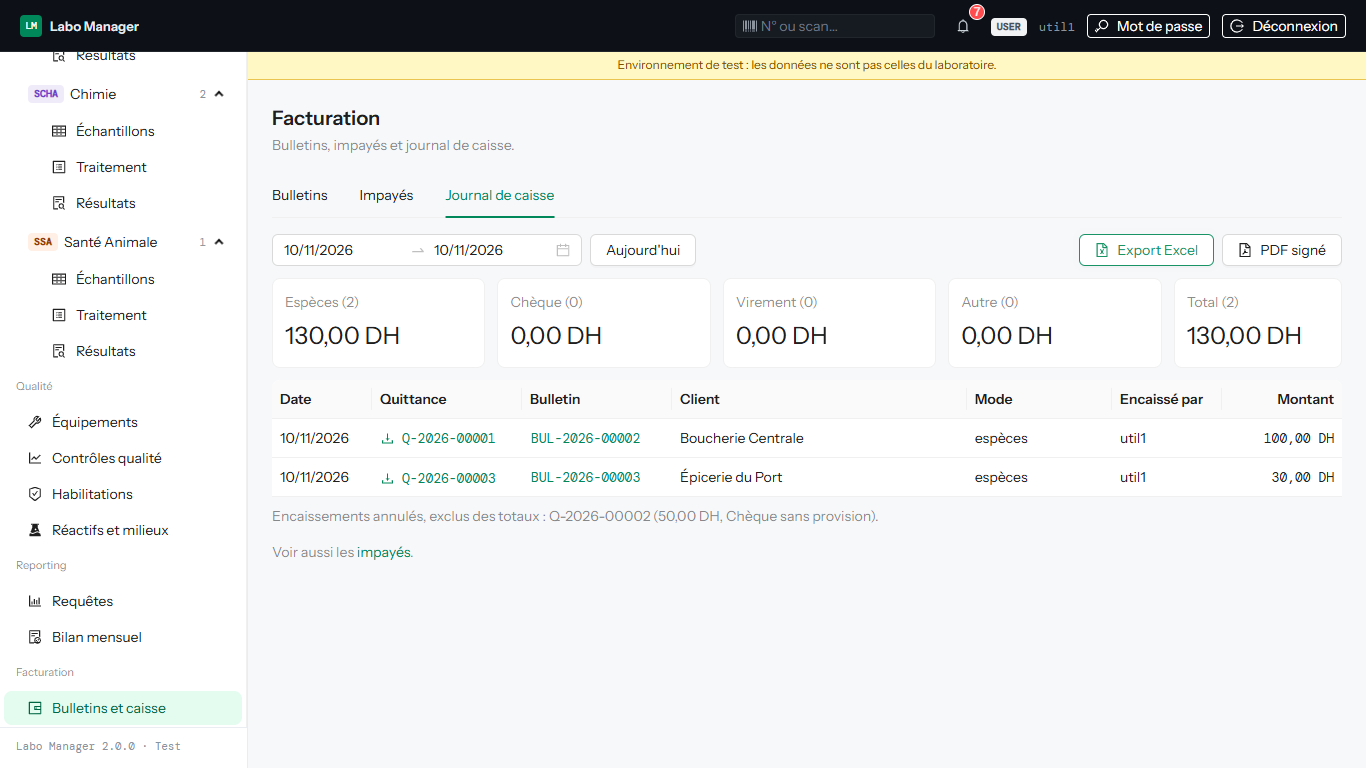 LM Labo Manager
N° ou scan...
7
USER
util1
Mot de passe
Déconnexion
Résultats
SCHA Chimie 2
Échantillons
Traitement
Résultats
SSA Santé Animale 1
Échantillons
Traitement
Résultats
Qualité
Équipements
Contrôles qualité
Habilitations
Réactifs et milieux
Reporting
Requêtes
Bilan mensuel
Facturation
Bulletins et caisse
Labo Manager 2.0.0 · Test
Environnement de test : les données ne sont pas celles du laboratoire.
Facturation
Bulletins, impayés et journal de caisse.
Bulletins Impayés Journal de caisse
10/11/2026 → 10/11/2026 Aujourd'hui Export Excel PDF signé
Espèces (2) Chèque (0) Virement (0) Autre (0) Total (2)
130,00 DH 0,00 DH 0,00 DH 0,00 DH 130,00 DH
Date Quittance Bulletin Client Mode Encaissé par Montant
10/11/2026 Q-2026-00001 BUL-2026-00002 Boucherie Centrale espèces util1 100,00 DH
10/11/2026 Q-2026-00003 BUL-2026-00003 Épicerie du Port espèces util1 30,00 DH
Encaissements annulés, exclus des totaux : Q-2026-00002 (50,00 DH, Chèque sans provision).
Voir aussi les impayés.